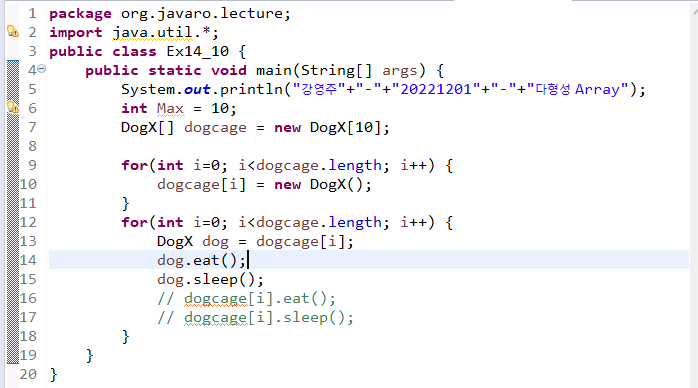 1 package org.javaro.lecture;
2 import java.util.*;
3 public class Ex14_10 {
4     public static void main(String[] args) {
5         System.out.println("강영주"+"-"+"20221201"+"-"+"다형성 Array");
6         int Max = 10;
7         DogX[] dogcage = new DogX[10];
8
9         for(int i=0; i<dogcage.length; i++) {
10             dogcage[i] = new DogX();
11         }
12         for(int i=0; i<dogcage.length; i++) {
13             DogX dog = dogcage[i];
14             dog.eat();
15             dog.sleep();
16             // dogcage[i].eat();
17             // dogcage[i].sleep();
18         }
19     }
20 }